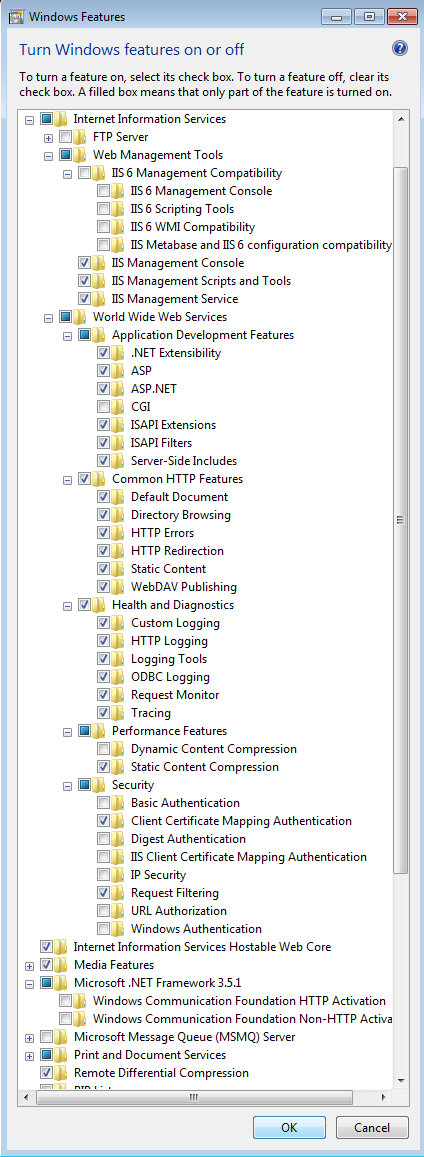 Windows Features
Turn Windows features on or off
To turn a feature on, select its check box. To turn a feature off, clear its
check box. A filled box means that only part of the feature is turned on.
Internet Information Services
FTP Server
Web Management Tools
IIS 6 Management Compatibility
IIS 6 Management Console
IIS 6 Scripting Tools
IIS 6 WMI Compatibility
IIS Metabase and IIS 6 configuration compatibility
IIS Management Console
IIS Management Scripts and Tools
IIS Management Service
World Wide Web Services
Application Development Features
.NET Extensibility
ASP
ASP.NET
CGI
ISAPI Extensions
ISAPI Filters
Server-Side Includes
Common HTTP Features
Default Document
Directory Browsing
HTTP Errors
HTTP Redirection
Static Content
WebDAV Publishing
Health and Diagnostics
Custom Logging
HTTP Logging
Logging Tools
ODBC Logging
Request Monitor
Tracing
Performance Features
Dynamic Content Compression
Static Content Compression
Security
Basic Authentication
Client Certificate Mapping Authentication
Digest Authentication
IIS Client Certificate Mapping Authentication
IP Security
Request Filtering
URL Authorization
Windows Authentication
Internet Information Services Hostable Web Core
Media Features
Microsoft .NET Framework 3.5.1
Windows Communication Foundation HTTP Activation
Windows Communication Foundation Non-HTTP Activa
Microsoft Message Queue (MSMQ) Server
Print and Document Services
Remote Differential Compression
OK Cancel